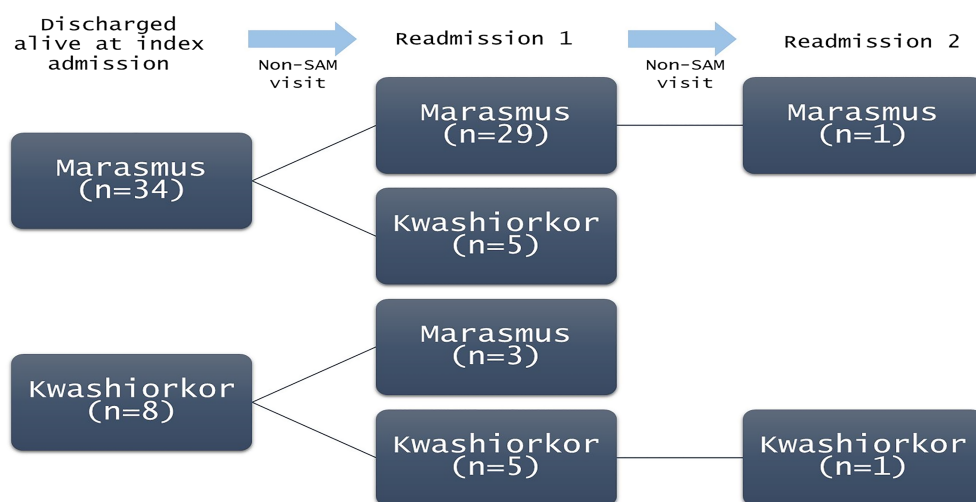 Discharged
alive at index
admission
Non-SAM
visit
Readmission 1
Non-SAM
visit
Readmission 2
Marasmus
(n=34)
Marasmus
(n=29)
Marasmus
(n=1)
Kwashiorkor
(n=5)
Kwashiorkor
(n=8)
Marasmus
(n=3)
Kwashiorkor
(n=5)
Kwashiorkor
(n=1)